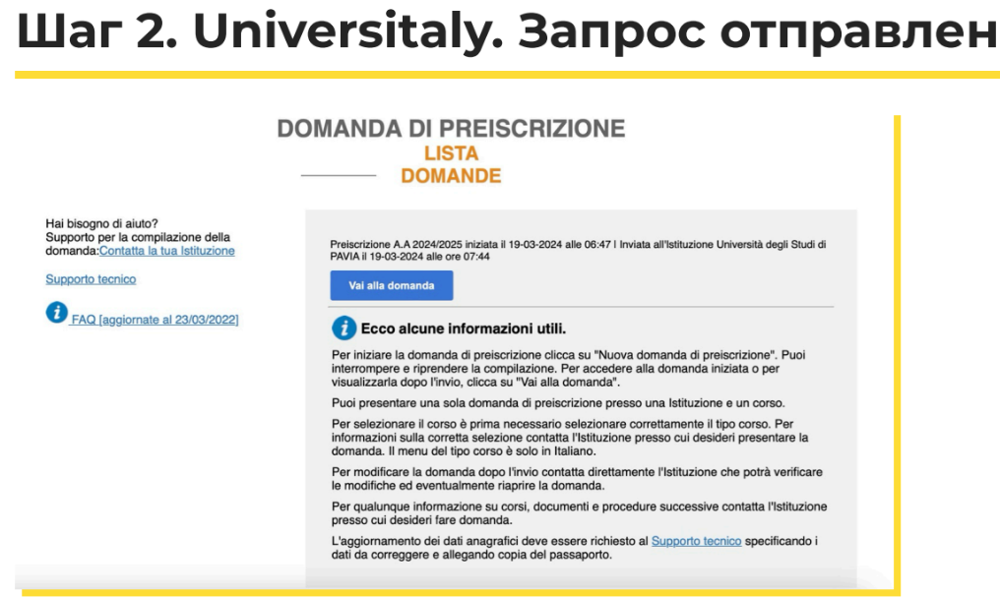 Шаг 2. Universitaly. Запрос отправлен
DOMANDA DI PREISCRIZIONE
LISTA
DOMANDE
Hai bisogno di aiuto?
Supporto per la compilazione della
domanda:Contatta la tua Istituzione
Supporto tecnico
FAQ [aggiornate al 23/03/2022]
Preiscrizione A.A 2024/2025 iniziata il 19-03-2024 alle 06:47 | Inviata all'Istituzione Università degli Studi di
PAVIA il 19-03-2024 alle ore 07:44
Vai alla domanda
Ecco alcune informazioni utili.
Per iniziare la domanda di preiscrizione clicca su "Nuova domanda di preiscrizione". Puoi
interrompere e riprendere la compilazione. Per accedere alla domanda iniziata o per
visualizzarla dopo l'invio, clicca su "Vai alla domanda".
Puoi presentare una sola domanda di preiscrizione presso una Istituzione e un corso.
Per selezionare il corso è prima necessario selezionare correttamente il tipo corso. Per
informazioni sulla corretta selezione contatta l'Istituzione presso cui desideri presentare la
domanda. Il menu del tipo corso è solo in Italiano.
Per modificare la domanda dopo l'invio contatta direttamente l'Istituzione che potrà verificare
le modifiche ed eventualmente riaprire la domanda.
Per qualunque informazione su corsi, documenti e procedure successive contatta l'Istituzione
presso cui desideri fare domanda.
L'aggiornamento dei dati anagrafici deve essere richiesto al Supporto tecnico specificando i
dati da correggere e allegando copia del passaporto.